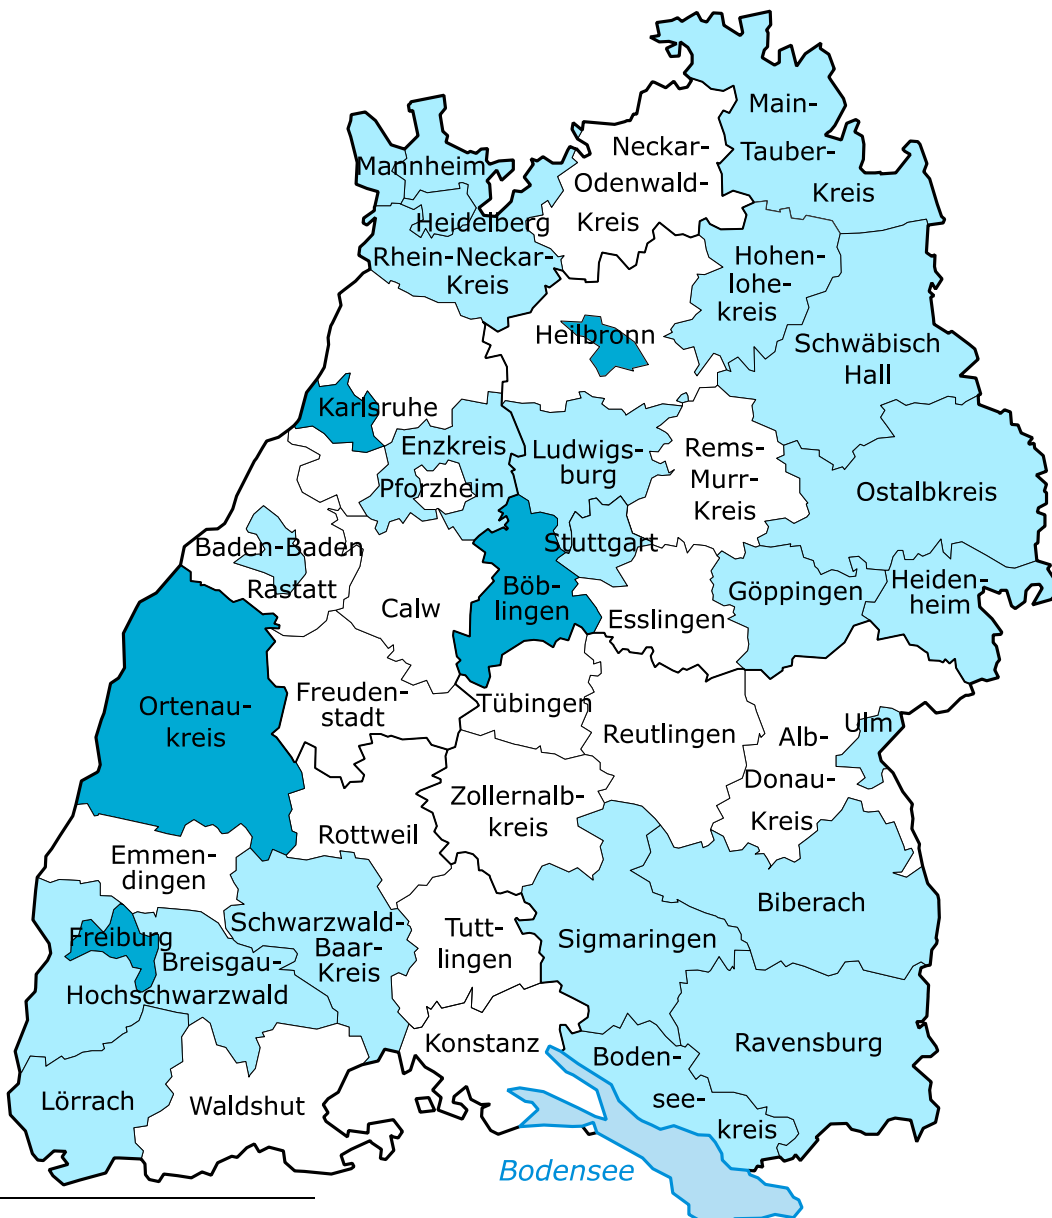 Main-
Tauber-
Kreis
Neckar-
Odenwald-
Kreis
Mannheim
Heidelberg
Rhein-Neckar-
Kreis
Hohen-
lohe-
kreis
Schwäbisch
Hall
Heilbronn
Karlsruhe
Enzkreis
Pforzheim
Ludwigs-
burg
Rems-
Murr-
Kreis
Ostalbkreis
Baden-Baden
Rastatt
Stuttgart
Calw
Böb-
lingen
Esslingen
Göppingen
Heiden-
heim
Ortenau-
kreis
Freuden-
stadt
Tübingen
Reutlingen
Alb-
Donau-
Kreis
Ulm
Zollernalb-
kreis
Rottweil
Emmen-
dingen
Biberach
Schwarzwald-
Baar-
Kreis
Tutt-
lingen
Sigmaringen
Freiburg
Breisgau-
Hochschwarzwald
Konstanz
Boden-
see-
kreis
Ravensburg
Lörrach
Waldshut
Bodensee